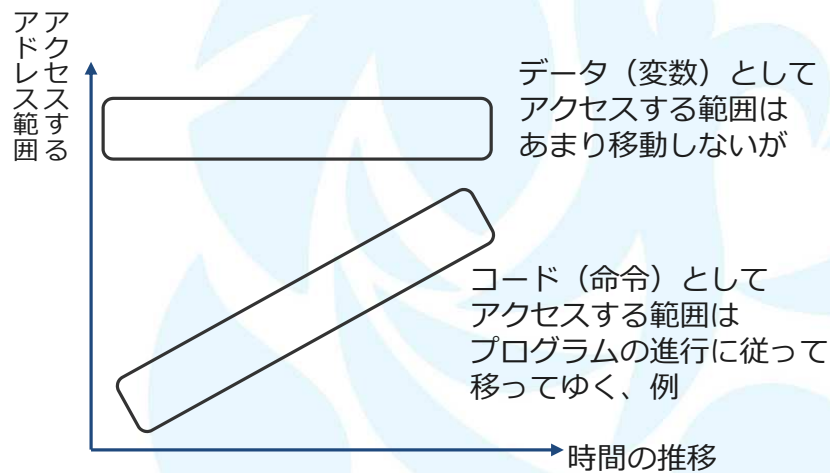 アクセスする
アドレス範囲
データ（変数）として
アクセスする範囲は
あまり移動しないが
コード（命令）として
アクセスする範囲は
プログラムの進行に従って
移ってゆく、例
時間の推移